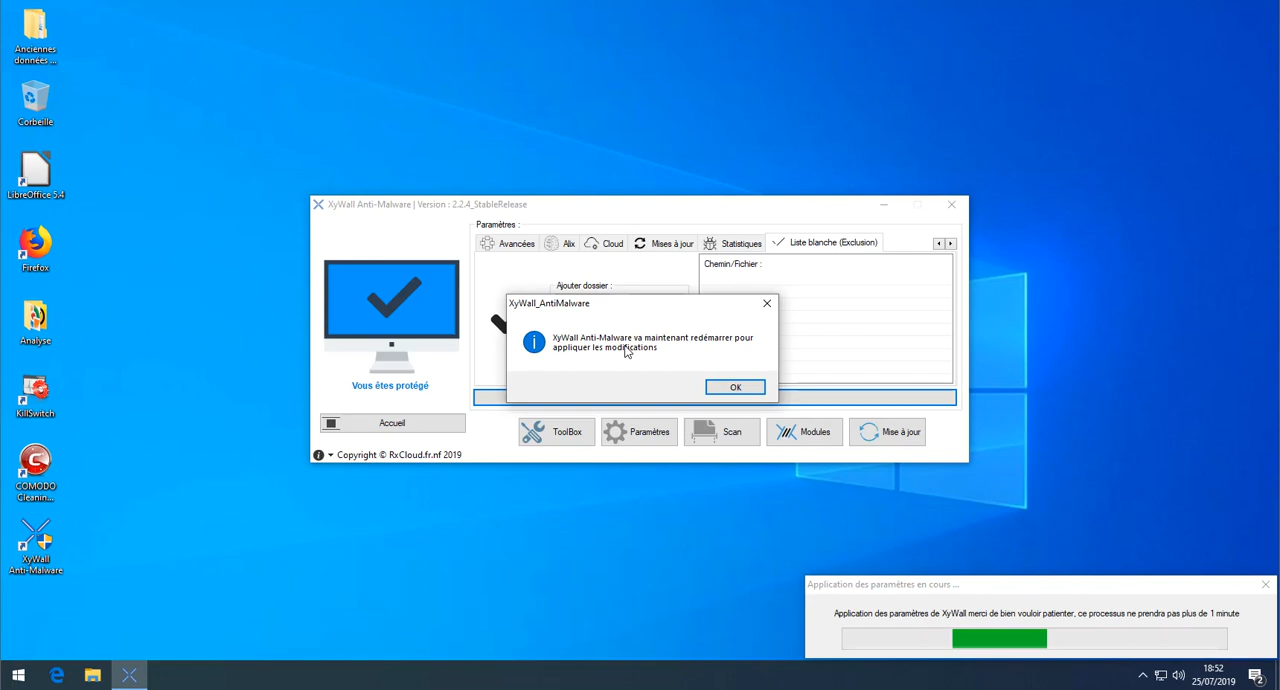 Anciennes
données ...
Corbeille
LibreOffice 5.4
Firefox
Analyse
KillSwitch
COMODO
Cleanin...
XyWall
Anti-Malware
XyWall Anti-Malware | Version : 2.2.4_StableRelease
Paramètres :
Avancées
Alix
Cloud
Mises à jour
Statistiques
Liste blanche (Exclusion)
Ajouter dossier :
Chemin/Fichier :
Vous êtes protégé
Accueil
XyWall_AntiMalware
XyWall Anti-Malware va maintenant redémarrer pour
appliquer les modifications
OK
ToolBox
Paramètres
Scan
Modules
Mise à jour
Copyright © RxCloud.fr.nf 2019
Application des paramètres en cours ...
Application des paramètres de XyWall merci de bien vouloir patienter, ce processus ne prendra pas plus de 1 minute
18:52
25/07/2019
2